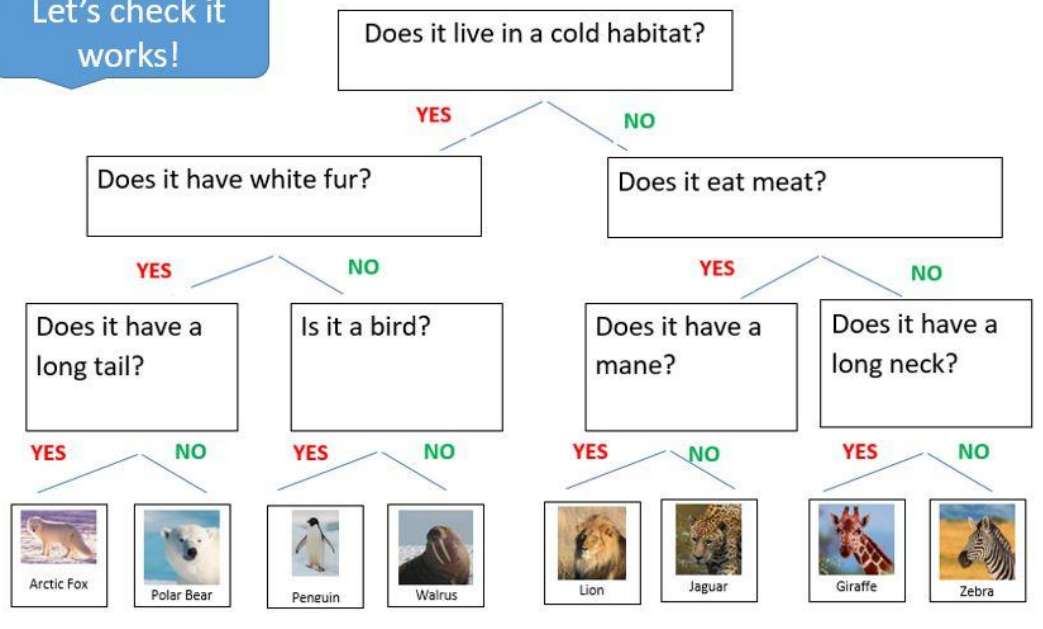 Let's check it
works!
Does it live in a cold habitat?
YES
NO
Does it have white fur?
Does it eat meat?
YES
NO
YES
NO
Does it have a
long tail?
Is it a bird?
Does it have a
mane?
Does it have a
long neck?
YES
NO
YES
NO
YES
NO
YES
NO
Arctic Fox
Polar Bear
Penguin
Walrus
Lion
Jaguar
Giraffe
Zebra